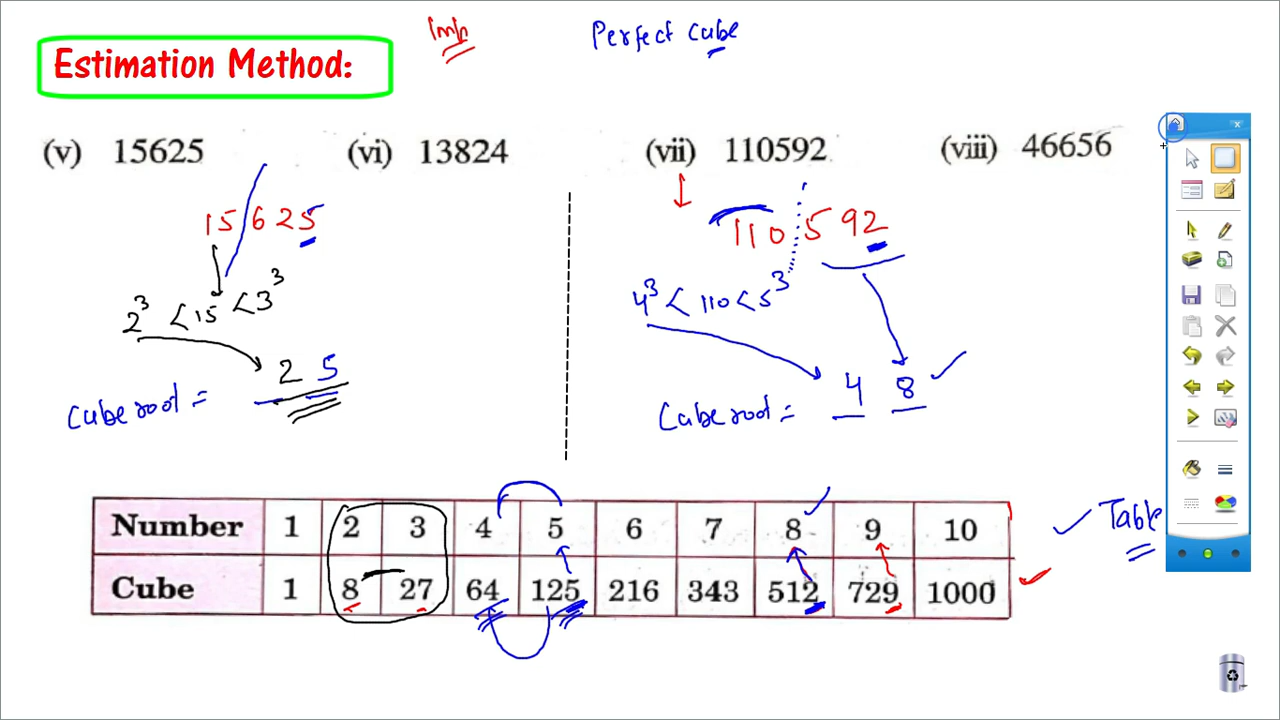 Imp
Perfect cube
Estimation Method:
(v) 15625 (vi) 13824 (vii) 110592 (viii) 46656
15 625
110 592
2³ < 15 < 3³
4³ < 110 < 5³
2 5
4 8
Cube root =
Cube root =
Number 1 2 3 4 5 6 7 8 9 10
Table
Cube 1 8 27 64 125 216 343 512 729 1000